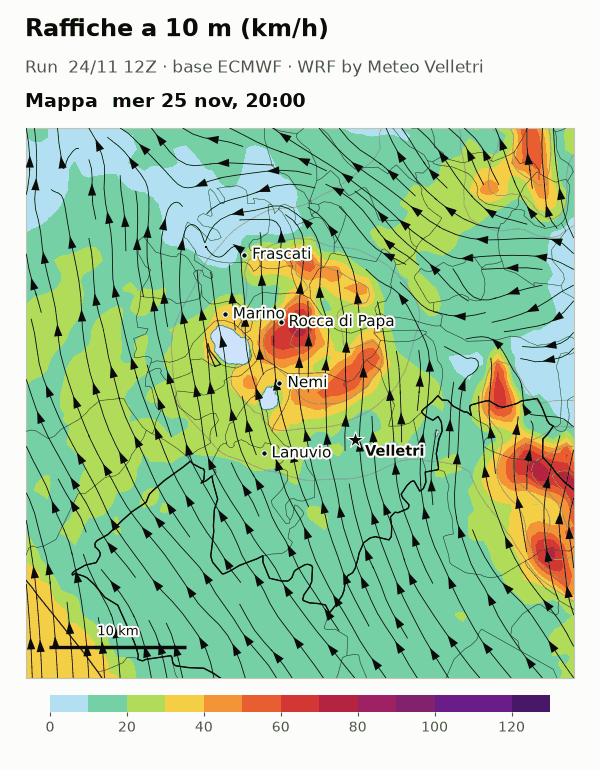 Raffiche a 10 m (km/h)
Run 24/11 12Z · base ECMWF · WRF by Meteo Velletri
Mappa mer 25 nov, 20:00
Frascati
Marino
Rocca di Papa
Nemi
Velletri
Lanuvio
10 km
0 20 40 60 80 100 120